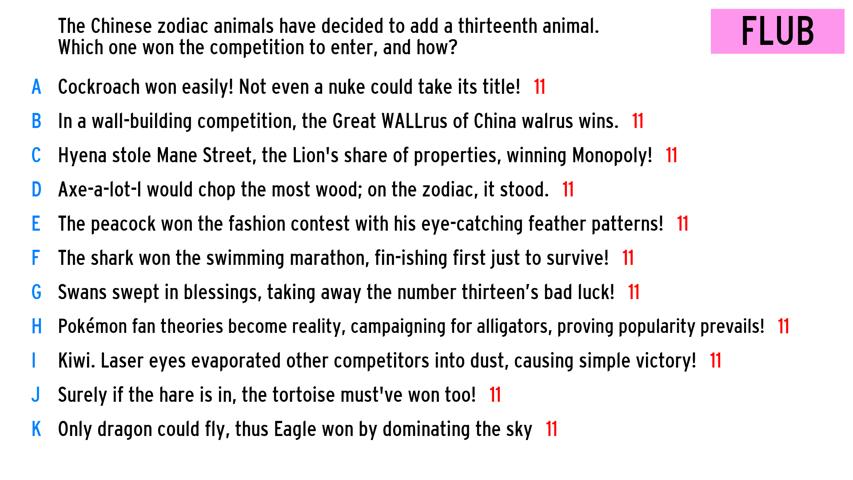 The Chinese zodiac animals have decided to add a thirteenth animal.
Which one won the competition to enter, and how?
FLUB
A Cockroach won easily! Not even a nuke could take its title! 11
B In a wall-building competition, the Great WALLrus of China walrus wins. 11
C Hyena stole Mane Street, the Lion's share of properties, winning Monopoly! 11
D Axe-a-lot-l would chop the most wood; on the zodiac, it stood. 11
E The peacock won the fashion contest with his eye-catching feather patterns! 11
F The shark won the swimming marathon, fin-ishing first just to survive! 11
G Swans swept in blessings, taking away the number thirteen’s bad luck! 11
H Pokémon fan theories become reality, campaigning for alligators, proving popularity prevails! 11
I Kiwi. Laser eyes evaporated other competitors into dust, causing simple victory! 11
J Surely if the hare is in, the tortoise must've won too! 11
K Only dragon could fly, thus Eagle won by dominating the sky 11